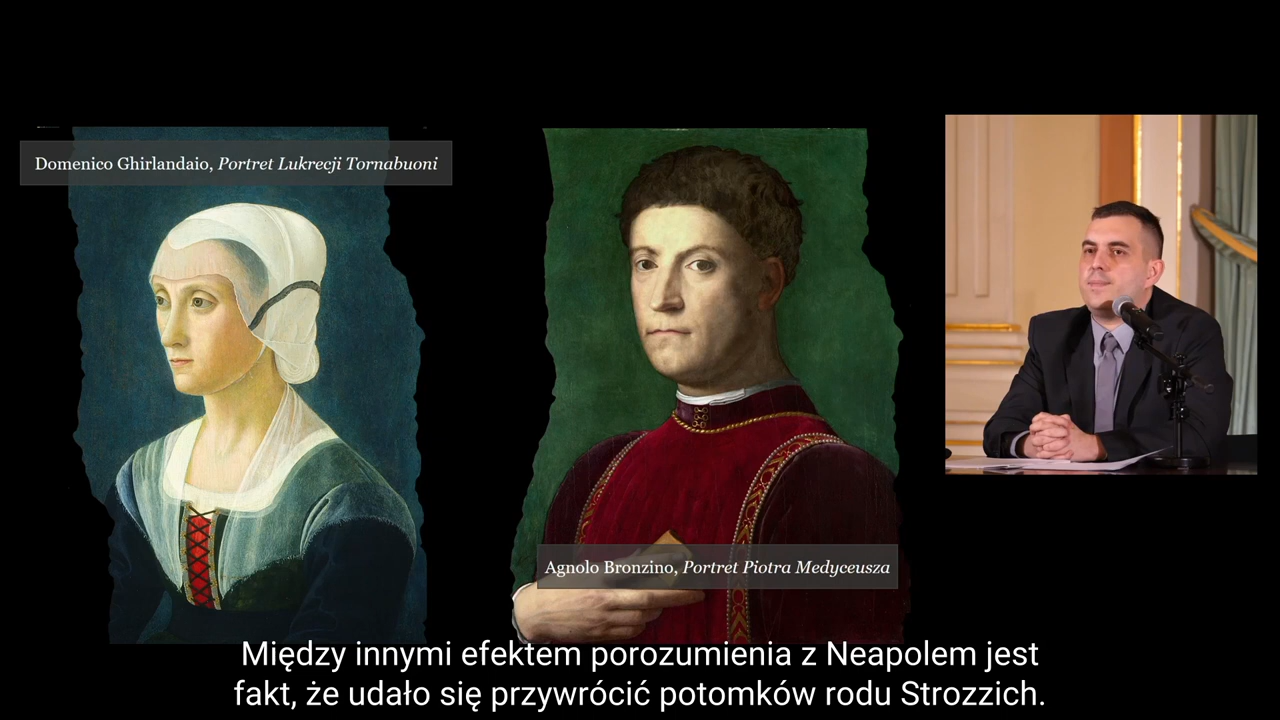 Domenico Ghirlandaio, Portret Lukrecji Tornabuoni
Agnolo Bronzino, Portret Piotra Medyceusza
Między innymi efektem porozumienia z Neapolem jest
fakt, że udało się przywrócić potomków rodu Strozzich.